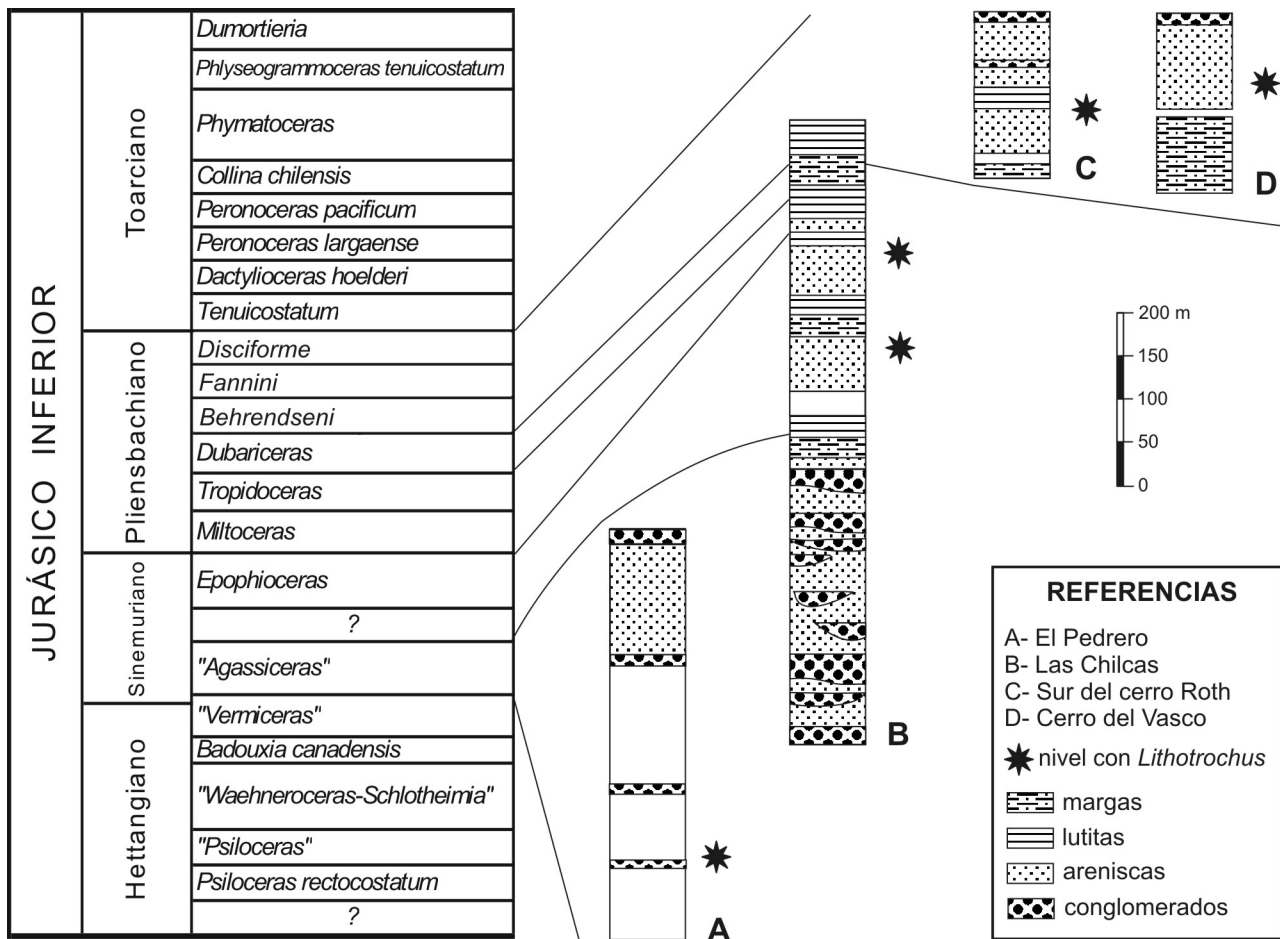 JURÁSICO INFERIOR
Toarciano
Dumortieria
Phlyseogrammoceras tenuicostatum
Phymatoceras
Collina chilensis
Peronoceras pacificum
Peronoceras largaense
Dactylioceras hoelderi
Tenuicostatum
Pliensbachiano
Disciforme
Fannini
Behrendseni
Dubariceras
Tropidoceras
Miltoceras
Sinemuriano
Epophioceras
?
"Agassiceras"
Hettangiano
"Vermiceras"
Badouxia canadensis
"Waehneroceras-Schlotheimia"
"Psiloceras"
Psiloceras rectocostatum
?
A
B
C
D
200 m
150
100
50
0
REFERENCIAS
A- El Pedrero
B- Las Chilcas
C- Sur del cerro Roth
D- Cerro del Vasco
nivel con Lithotrochus
margas
lutitas
areniscas
conglomerados